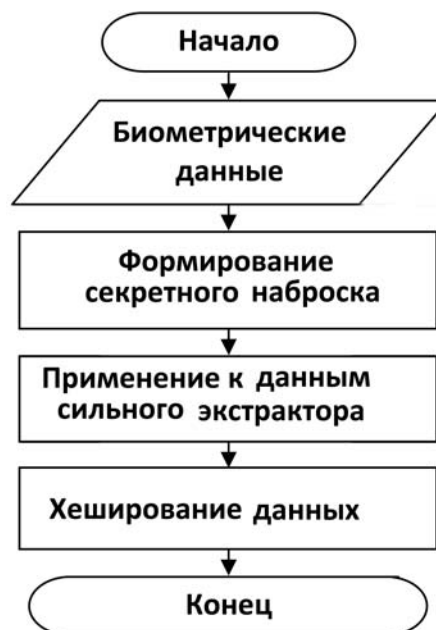 Начало
Биометрические
данные
Формирование
секретного наброска
Применение к данным
сильного экстрактора
Хеширование данных
Конец